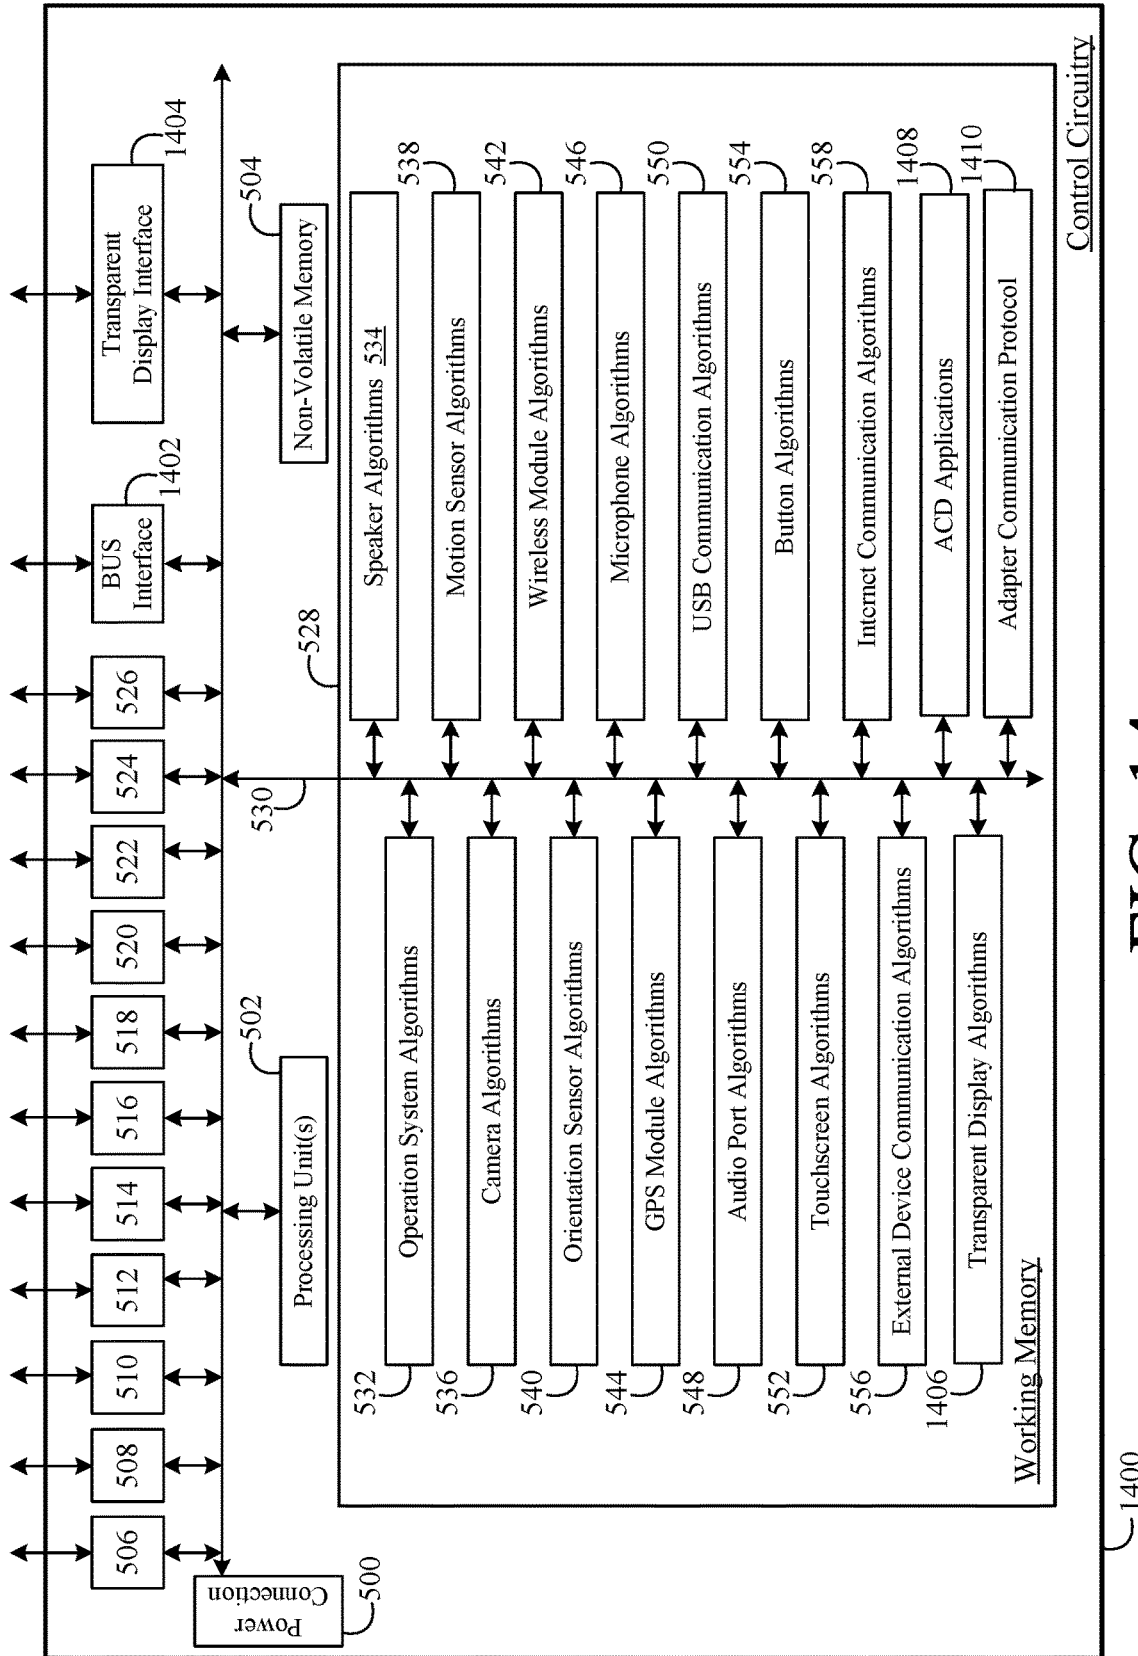 506
508
510
512
514
516
518
520
522
524
526
BUS
Interface
1402
Transparent
Display Interface
1404
Power
Connection
500
Processing Unit(s)
502
530
528
Non-Volatile Memory
504
532
Operation System Algorithms
Speaker Algorithms 534
536
Camera Algorithms
Motion Sensor Algorithms
538
540
Orientation Sensor Algorithms
Wireless Module Algorithms
542
544
GPS Module Algorithms
Microphone Algorithms
546
548
Audio Port Algorithms
USB Communication Algorithms
550
552
Touchscreen Algorithms
Button Algorithms
554
556
External Device Communication Algorithms
Internet Communication Algorithms
558
1406
Transparent Display Algorithms
ACD Applications
1408
Adapter Communication Protocol
1410
Working Memory
Control Circuitry
1400
FIG. 14